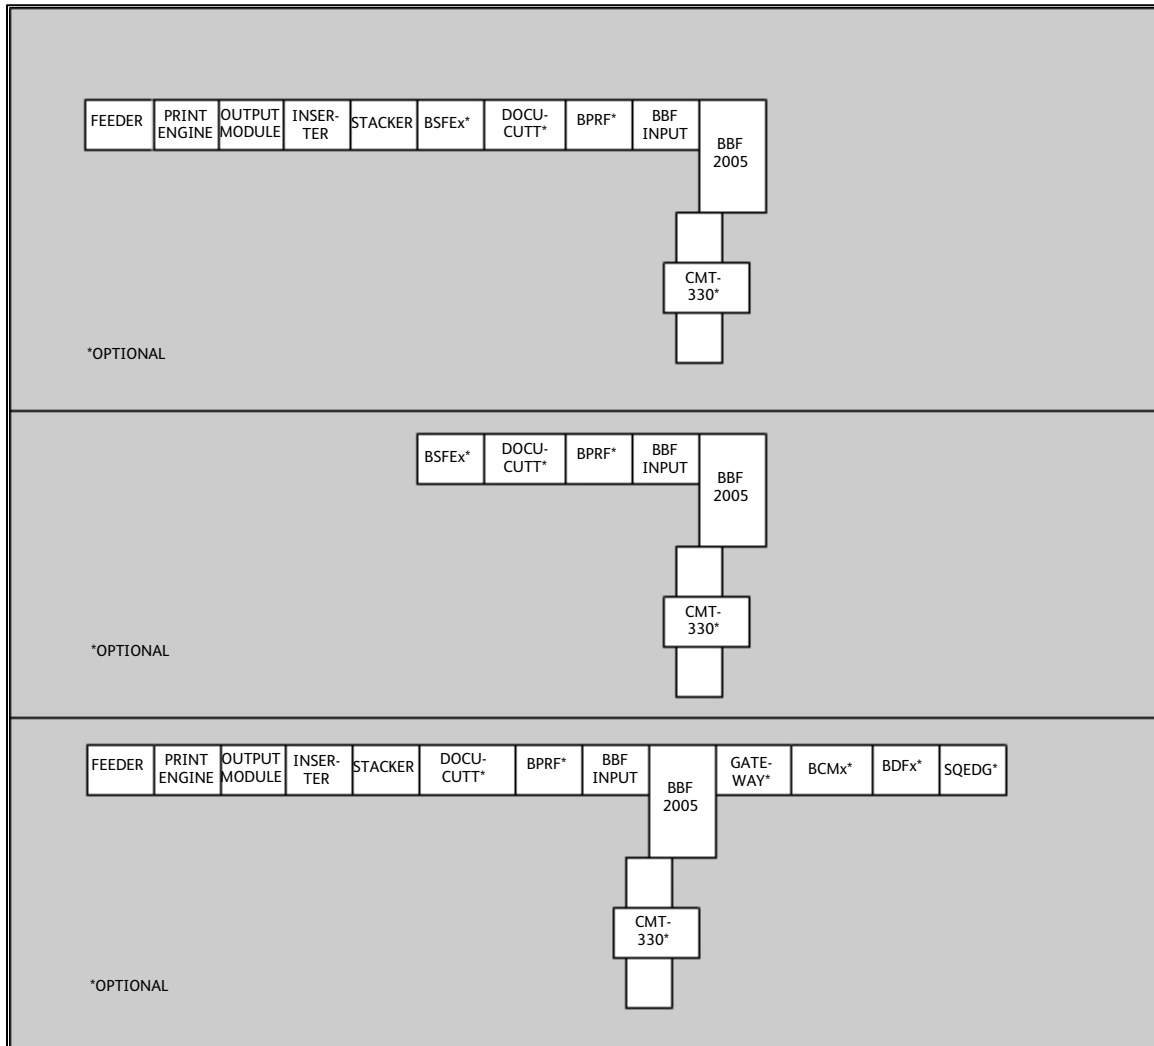 FEEDER
PRINT
ENGINE
OUTPUT
MODULE
INSER-
TER
STACKER
BSFEx*
DOCU-
CUTT*
BPRF*
BBF
INPUT
BBF
2005
CMT-
330*
*OPTIONAL
BSFEx*
DOCU-
CUTT*
BPRF*
BBF
INPUT
BBF
2005
CMT-
330*
*OPTIONAL
FEEDER
PRINT
ENGINE
OUTPUT
MODULE
INSER-
TER
STACKER
DOCU-
CUTT*
BPRF*
BBF
INPUT
BBF
2005
GATE-
WAY*
BCMx*
BDFx*
SQEDG*
CMT-
330*
*OPTIONAL